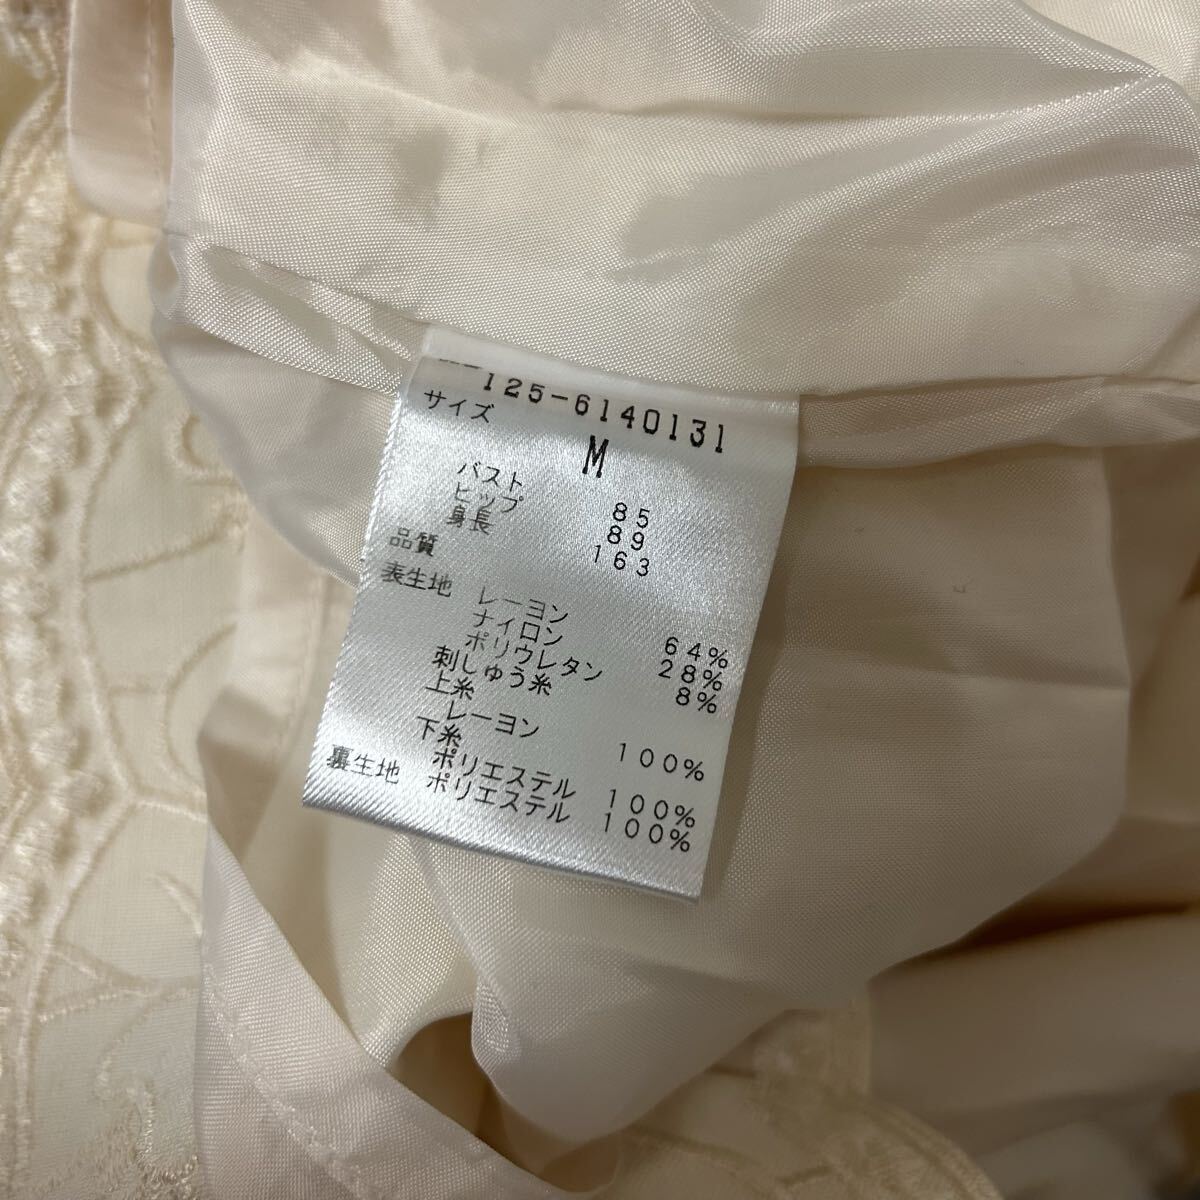 125-6140131
サイズ
M
バスト 85
ヒップ 89
身長 163
品質
表生地 レーヨン 64%
ナイロン 28%
ポリウレタン 8%
刺しゅう糸
上糸
レーヨン 100%
下糸
ポリエステル 100%
裏生地 ポリエステル 100%